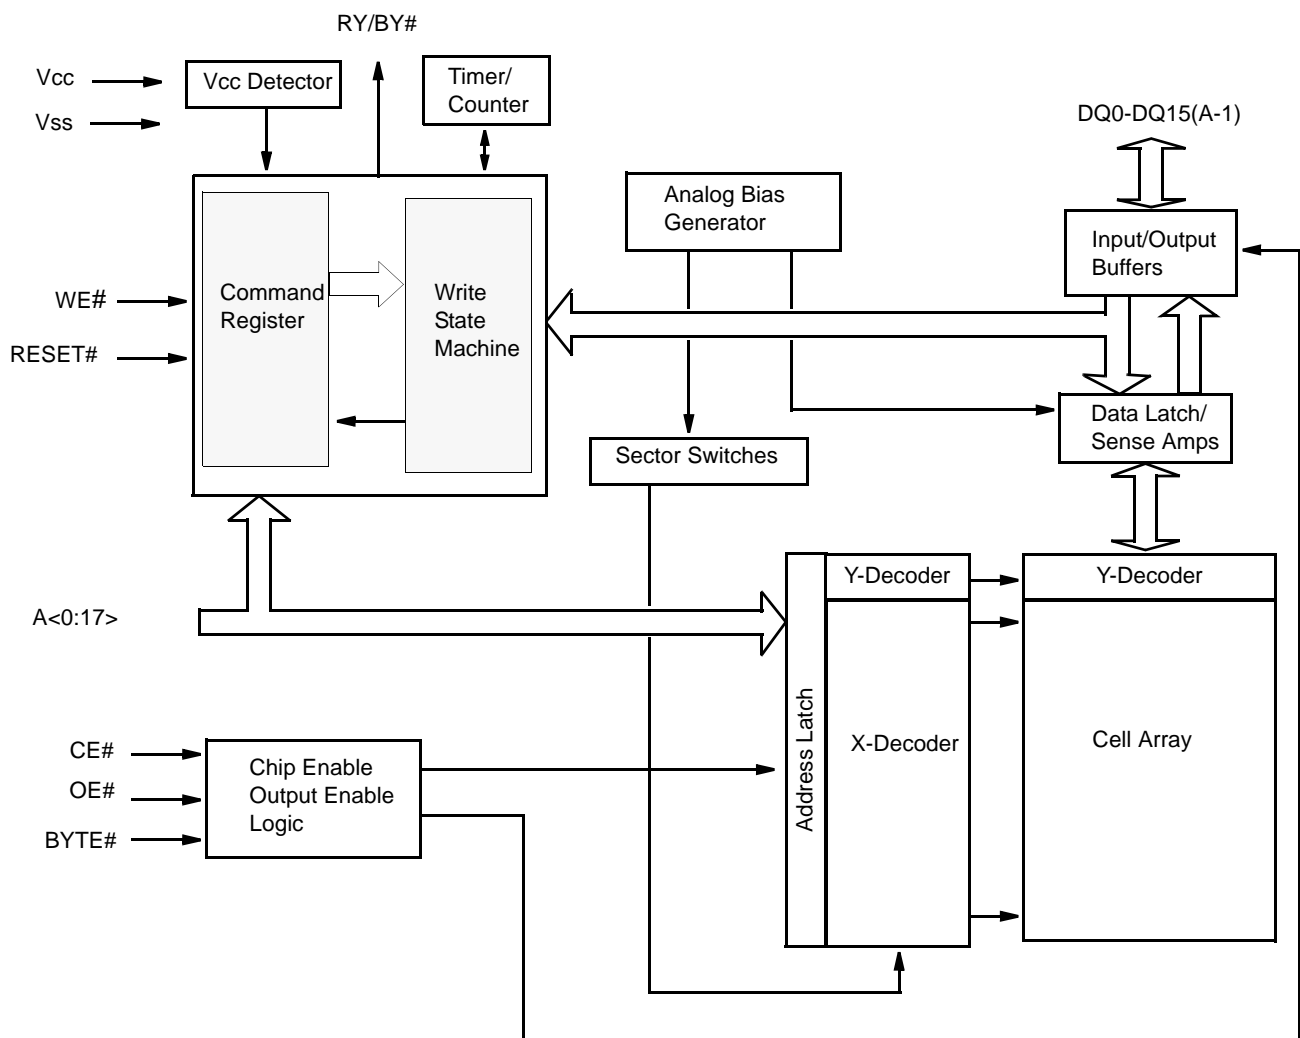 RY/BY#
Vcc
Vcc Detector
Timer/
Counter
Vss
DQ0-DQ15(A-1)
Analog Bias
Generator
Input/Output
Buffers
WE#
Command
Register
Write
State
Machine
RESET#
Data Latch/
Sense Amps
Sector Switches
Y-Decoder
Y-Decoder
A<0:17>
Address Latch
X-Decoder
Cell Array
CE#
OE#
BYTE#
Chip Enable
Output Enable
Logic